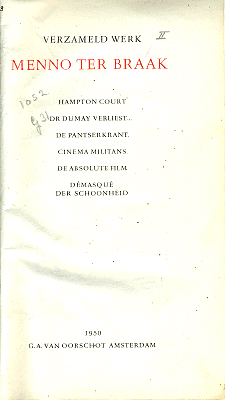 VERZAMELD WERK II
MENNO TER BRAAK
1052
HAMPTON COURT
DR DUMAY VERLIEST...
DE PANTSERKRANT
CINEMA MILITANS
DE ABSOLUTE FILM
DÉMASQUÉ
DER SCHOONHEID
1950
G.A. VAN OORSCHOT AMSTERDAM